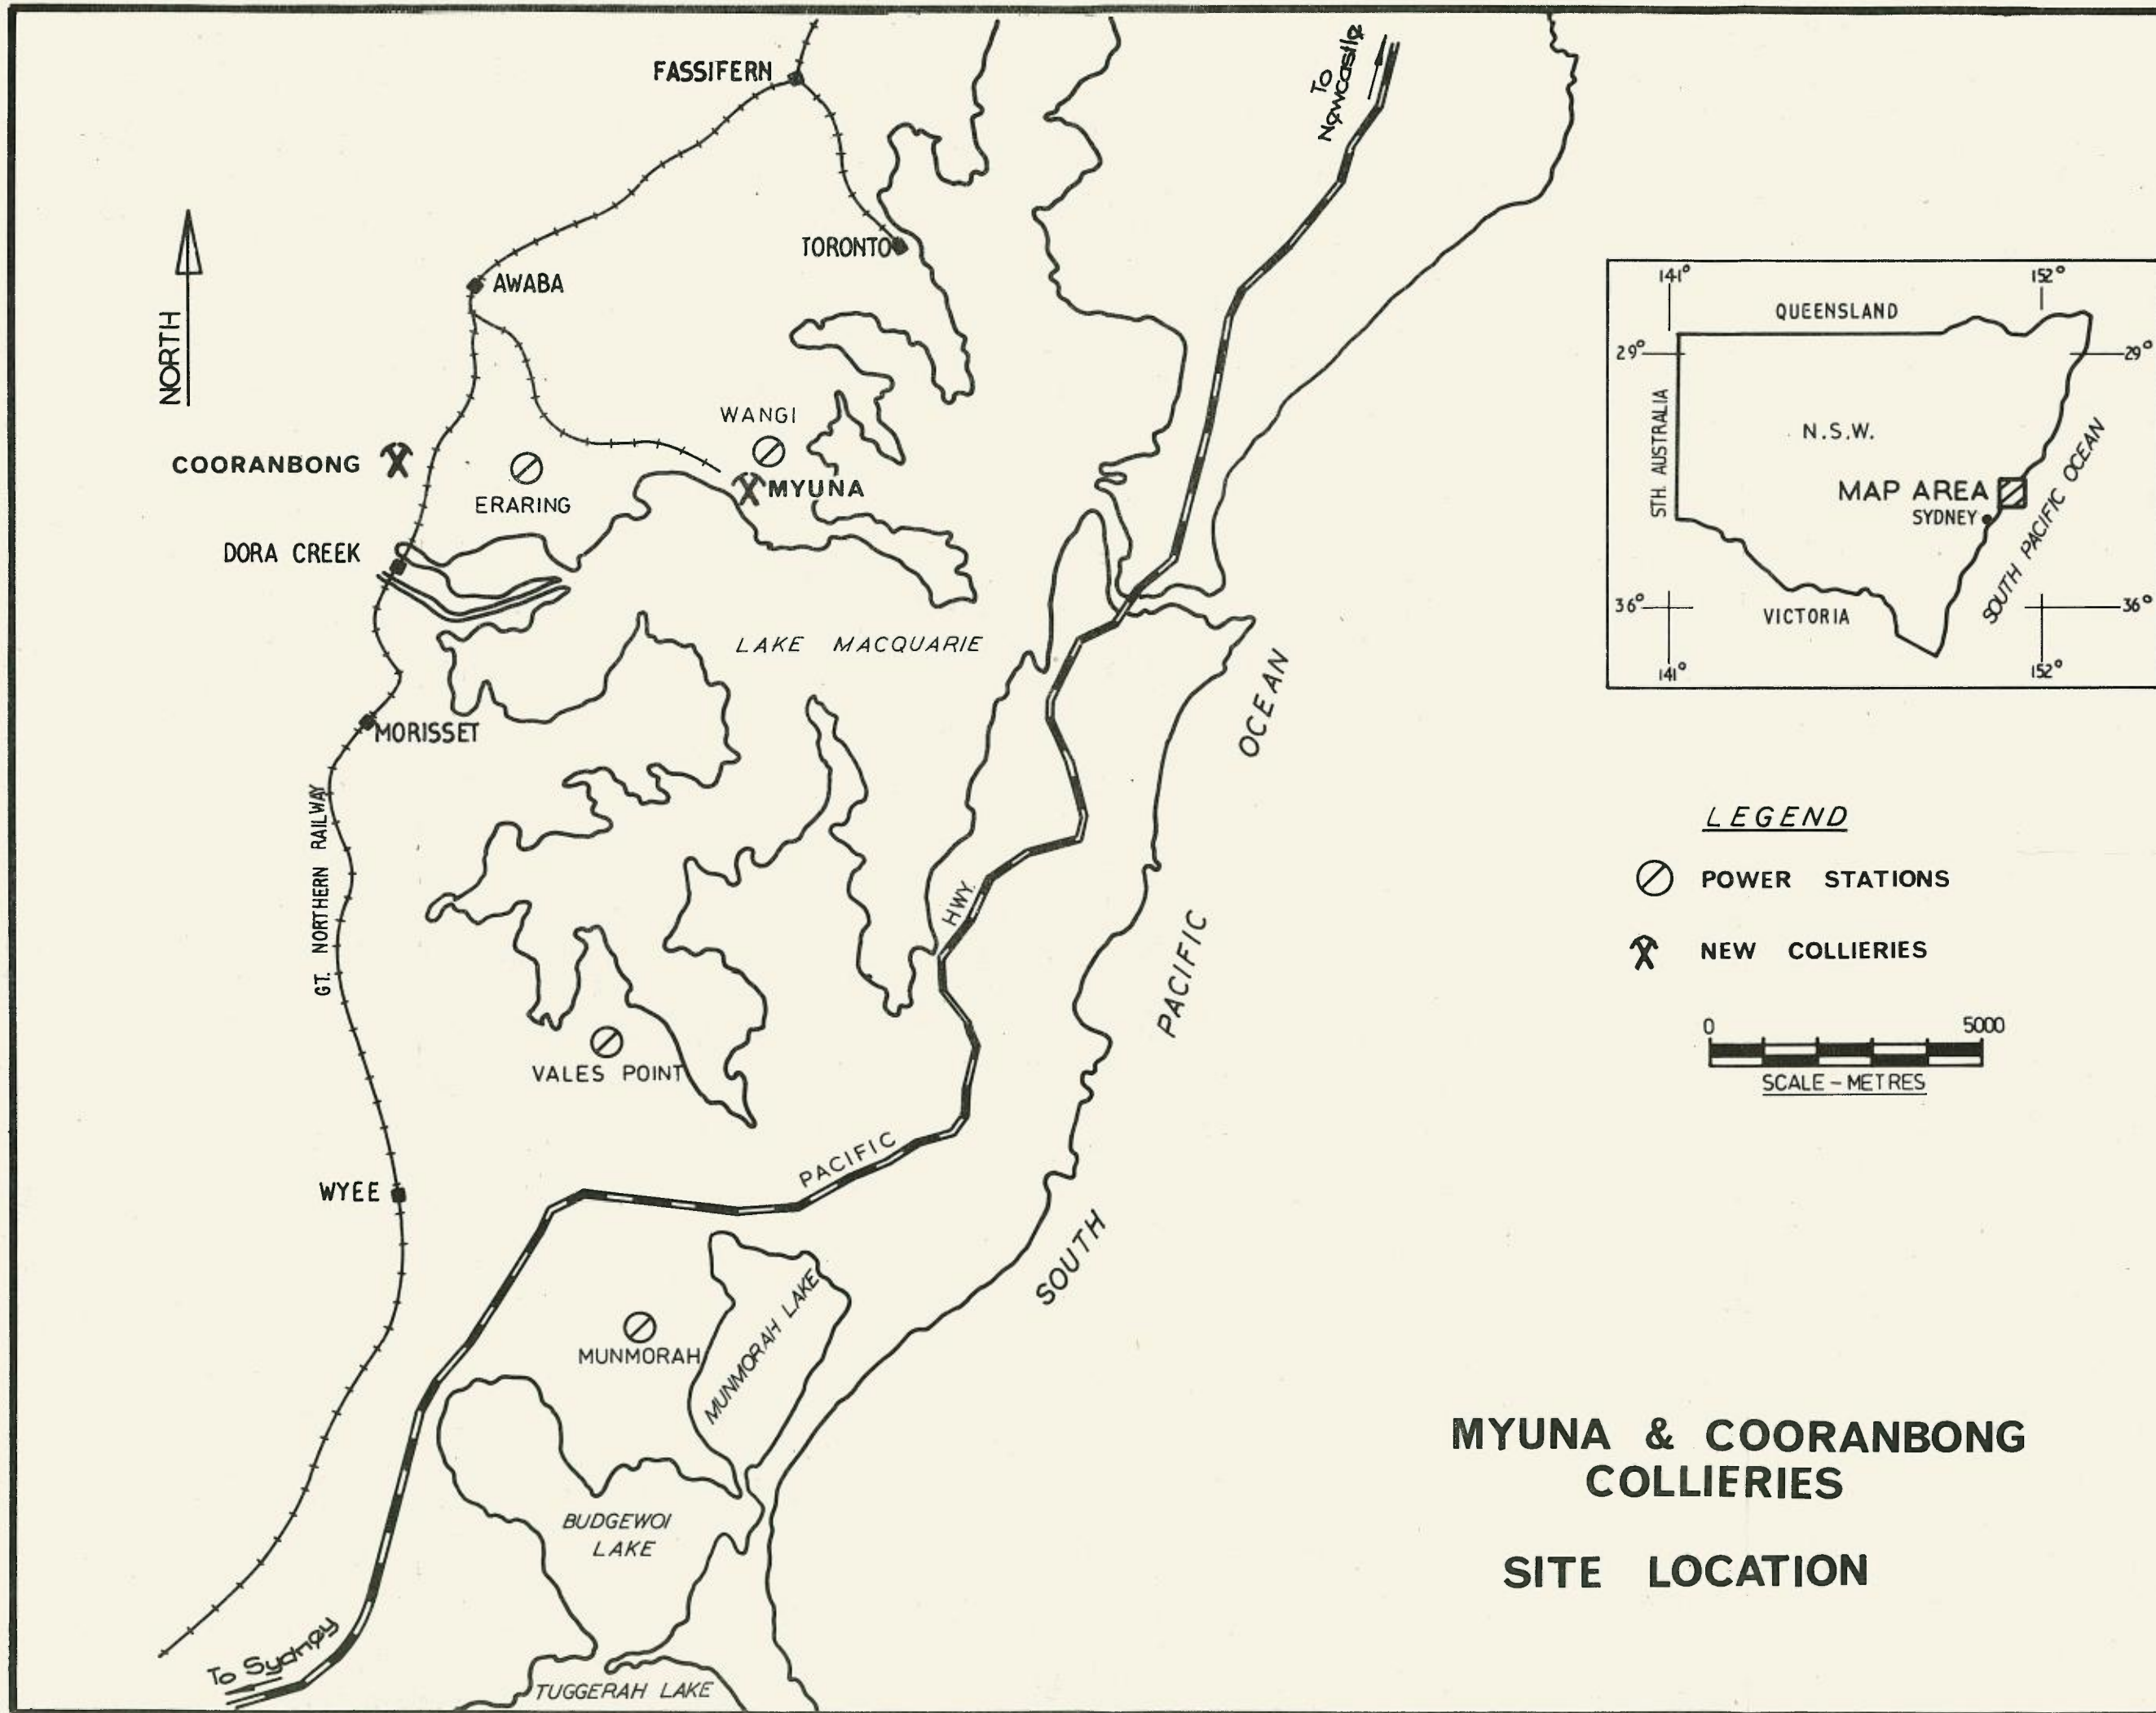 FASSIFERN
To
Newcastle
TORONTO
AWABA
NORTH
WANGI
COORANBONG
MYUNA
ERARING
DORA CREEK
LAKE MACQUARIE
MORISSET
GT. NORTHERN RAILWAY
HWY.
OCEAN
PACIFIC
SOUTH
VALES POINT
PACIFIC
WYEE
MUNMORAH
MUNMORAH LAKE
BUDGEWOI
LAKE
To Sydney
TUGGERAH LAKE
141°
152°
QUEENSLAND
29°
29°
STH. AUSTRALIA
N.S.W.
MAP AREA
SYDNEY
SOUTH PACIFIC OCEAN
36°
36°
VICTORIA
141°
152°
LEGEND
POWER STATIONS
NEW COLLIERIES
0
5000
SCALE - METRES
MYUNA & COORANBONG
COLLIERIES
SITE LOCATION